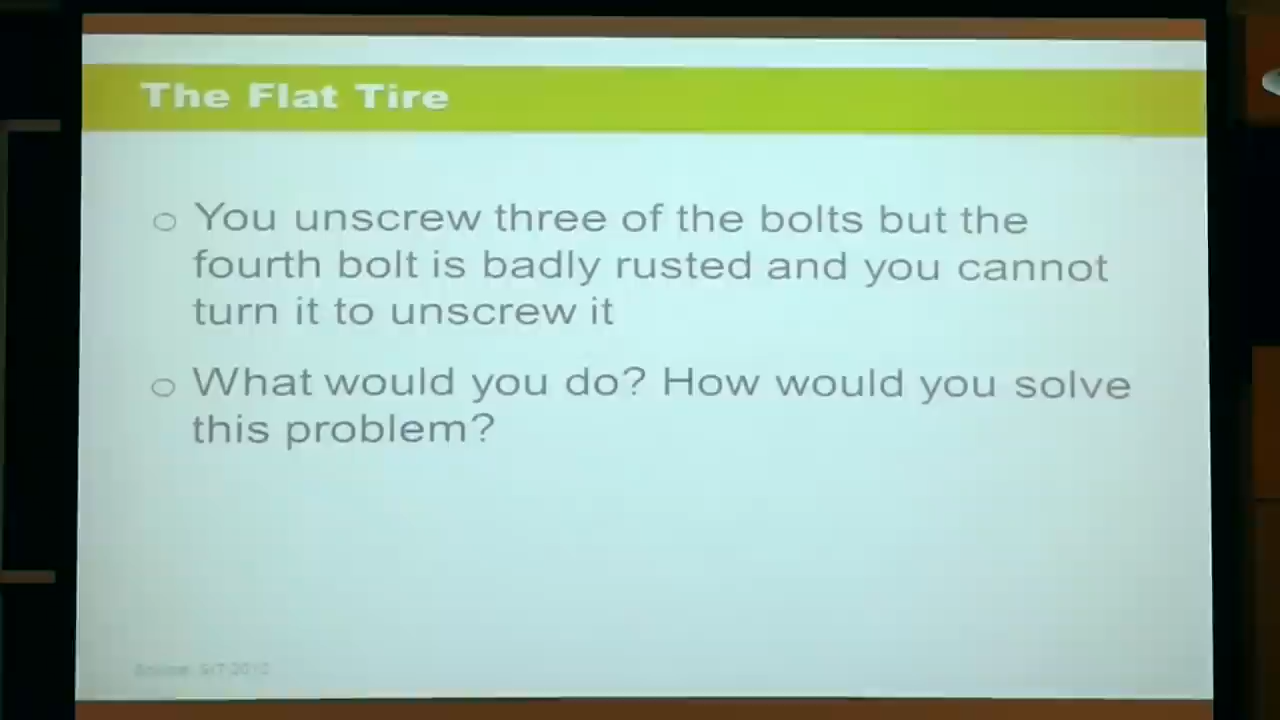 The Flat Tire
You unscrew three of the bolts but the
fourth bolt is badly rusted and you cannot
turn it to unscrew it
What would you do? How would you solve
this problem?